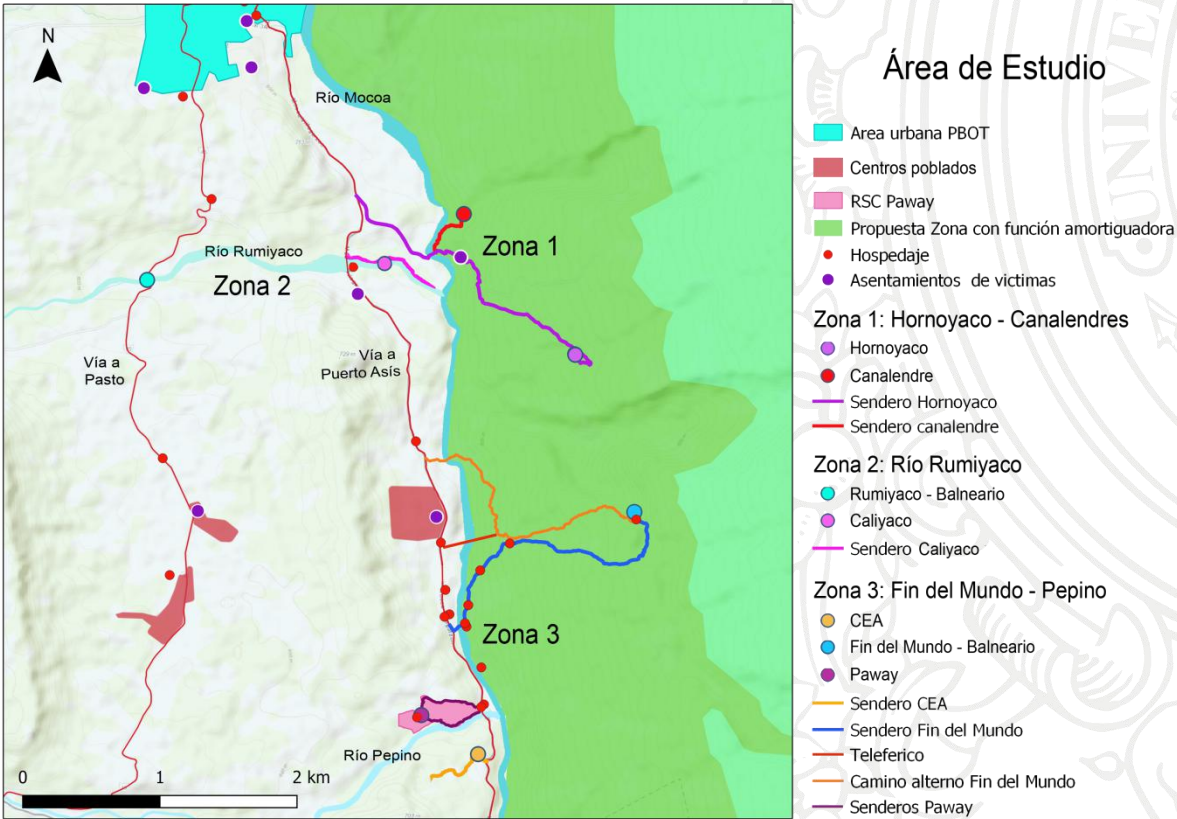 N
Río Mocoa
Río Rumiyaco
Zona 1
Zona 2
Vía a
Pasto
Vía a
Puerto Asís
Zona 3
Río Pepino
0 1 2 km
Área de Estudio
Area urbana PBOT
Centros poblados
RSC Paway
Propuesta Zona con función amortiguadora
Hospedaje
Asentamientos de victimas
Zona 1: Hornoyaco - Canalendres
Hornoyaco
Canalendre
Sendero Hornoyaco
Sendero canalendre
Zona 2: Río Rumiyaco
Rumiyaco - Balneario
Caliyaco
Sendero Caliyaco
Zona 3: Fin del Mundo - Pepino
CEA
Fin del Mundo - Balneario
Paway
Sendero CEA
Sendero Fin del Mundo
Teleferico
Camino alterno Fin del Mundo
Senderos Paway
UNIVE